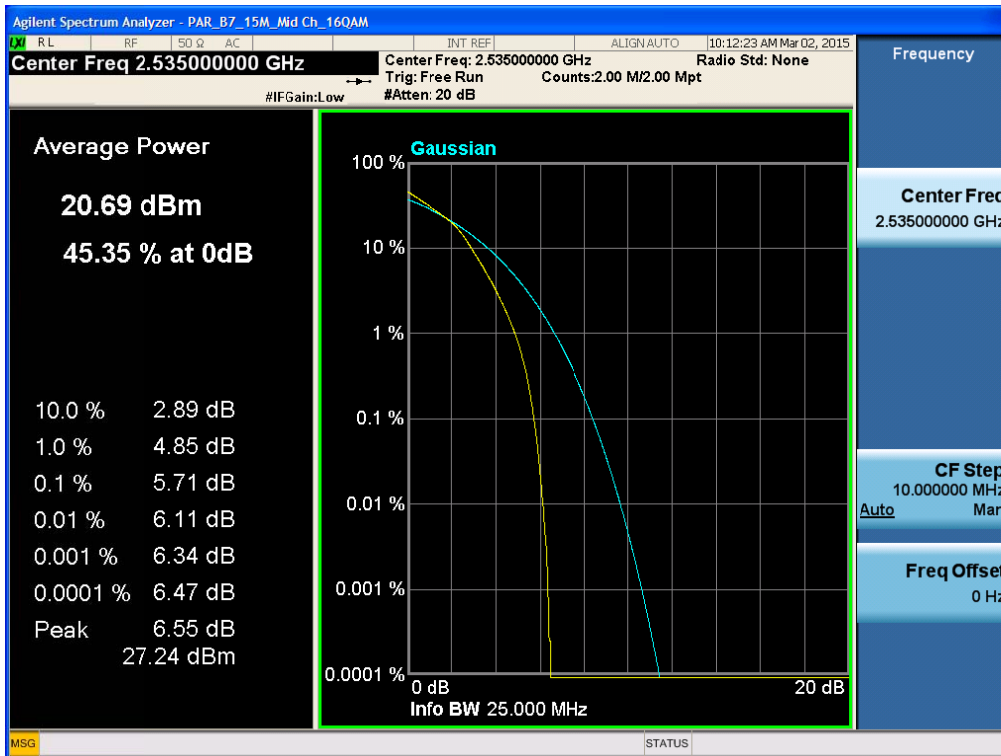 Agilent Spectrum Analyzer - PAR_B7_15M_Mid Ch_16QAM
LXI RL RF 50 Ω AC INT REF ALIGN AUTO 10:12:23 AM Mar 02, 2015
Center Freq 2.535000000 GHz
#IFGain:Low
Center Freq: 2.535000000 GHz Radio Std: None
Trig: Free Run Counts:2.00 M/2.00 Mpt
#Atten: 20 dB
Average Power
20.69 dBm
45.35 % at 0dB
10.0 % 2.89 dB
1.0 % 4.85 dB
0.1 % 5.71 dB
0.01 % 6.11 dB
0.001 % 6.34 dB
0.0001 % 6.47 dB
Peak 6.55 dB
27.24 dBm
Gaussian
100 %
10 %
1 %
0.1 %
0.01 %
0.001 %
0.0001 %
0 dB 20 dB
Info BW 25.000 MHz
Frequency
Center Freq
2.535000000 GHz
CF Step
10.000000 MHz
Auto Man
Freq Offset
0 Hz
MSG STATUS